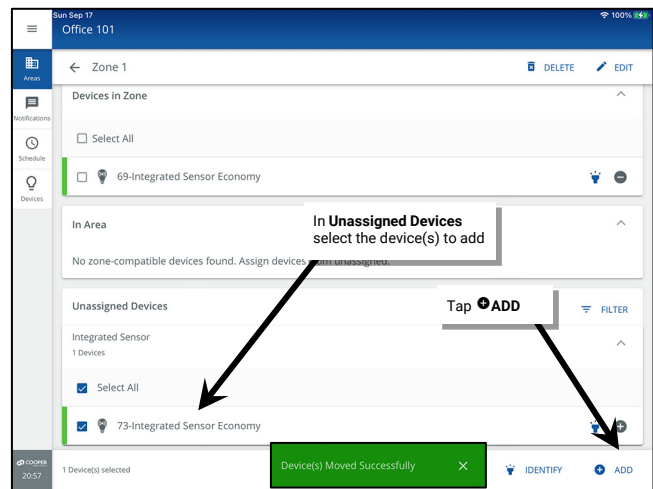 Sun Sep 17
100%
Office 101
Areas
Zone 1
DELETE
EDIT
Notifications
Devices in Zone
Schedule
Select All
Devices
69-Integrated Sensor Economy
In Area
In Unassigned Devices
select the device(s) to add
No zone-compatible devices found. Assign devices from unassigned.
Unassigned Devices
Tap ADD
FILTER
Integrated Sensor
1 Devices
Select All
73-Integrated Sensor Economy
COOPER
20:57
1 Device(s) selected
Device(s) Moved Successfully
IDENTIFY
ADD